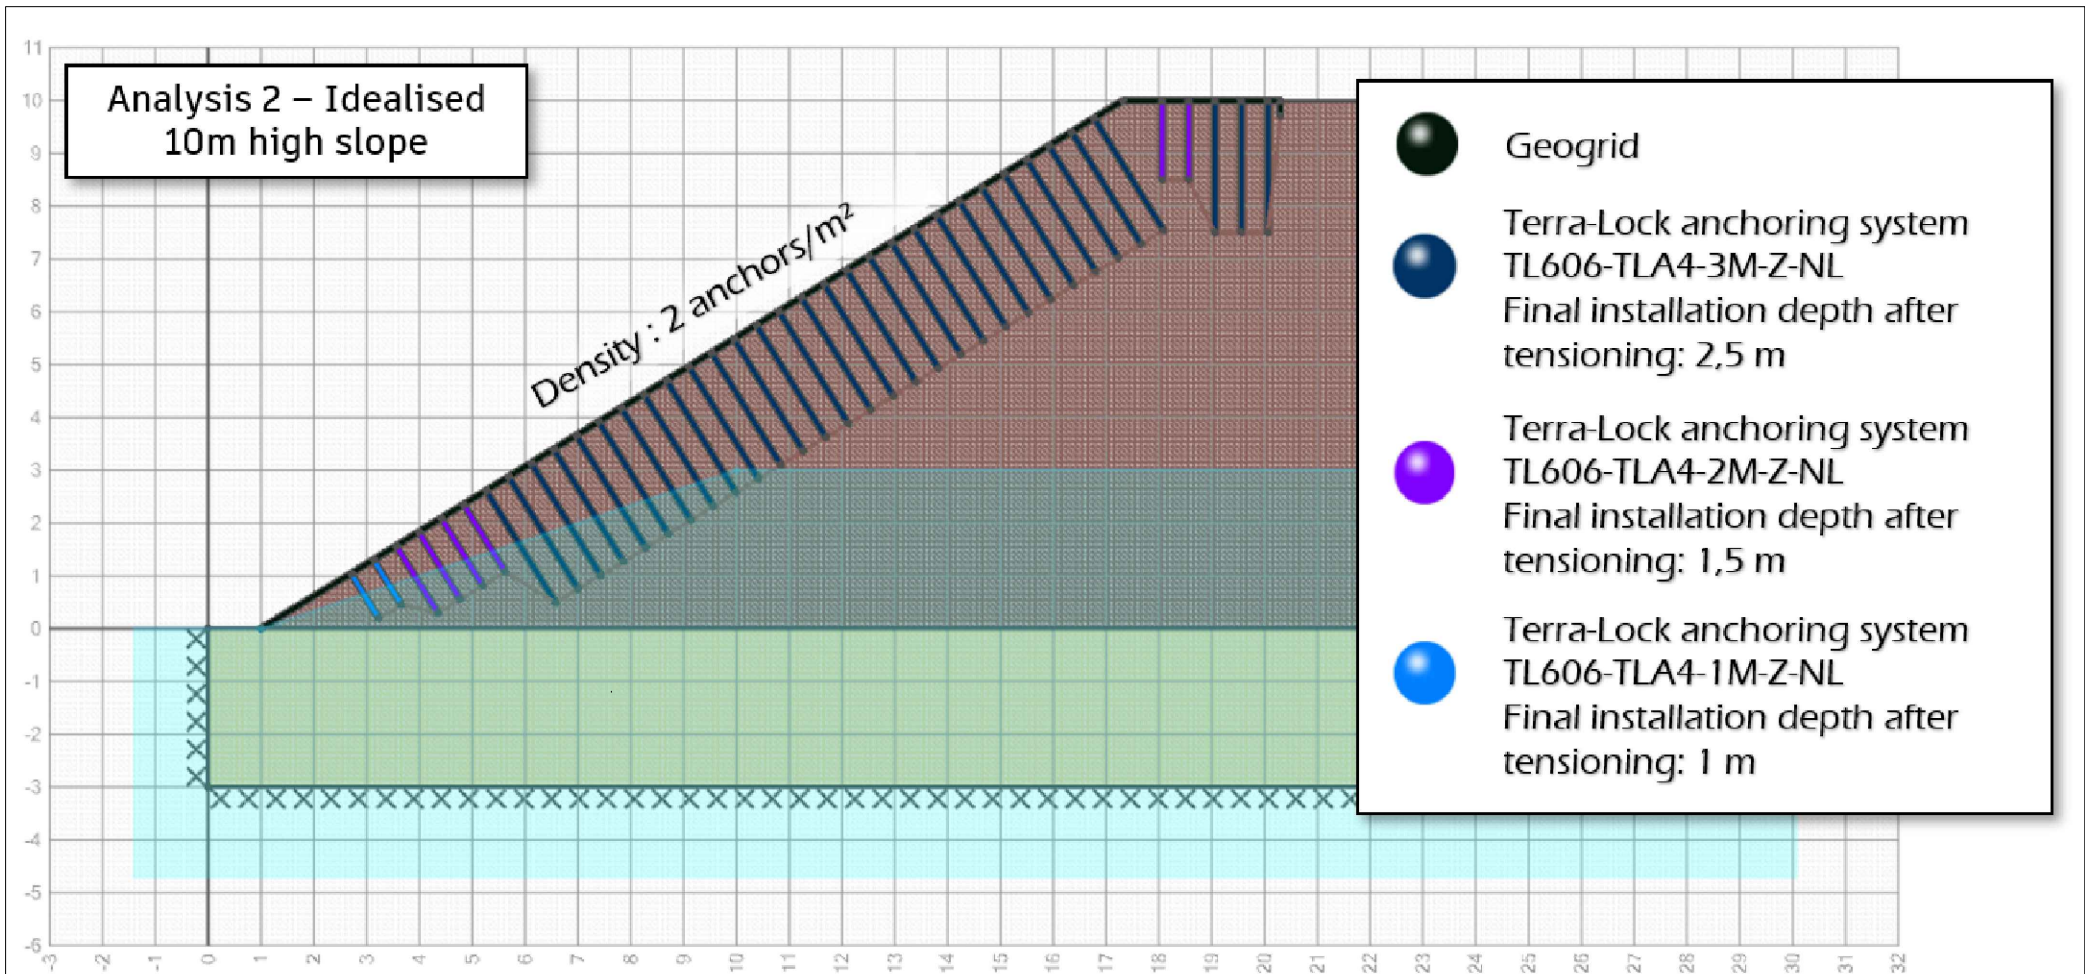 Analysis 2 – Idealised
10m high slope
Density : 2 anchors/m²
Geogrid
Terra-Lock anchoring system
TL606-TLA4-3M-Z-NL
Final installation depth after
tensioning: 2,5 m
Terra-Lock anchoring system
TL606-TLA4-2M-Z-NL
Final installation depth after
tensioning: 1,5 m
Terra-Lock anchoring system
TL606-TLA4-1M-Z-NL
Final installation depth after
tensioning: 1 m
11
10
9
8
7
6
5
4
3
2
1
0
-1
-2
-3
-4
-5
-6
-3 -2 -1 0 1 2 3 4 5 6 7 8 9 10 11 12 13 14 15 16 17 18 19 20 21 22 23 24 25 26 27 28 29 30 31 32